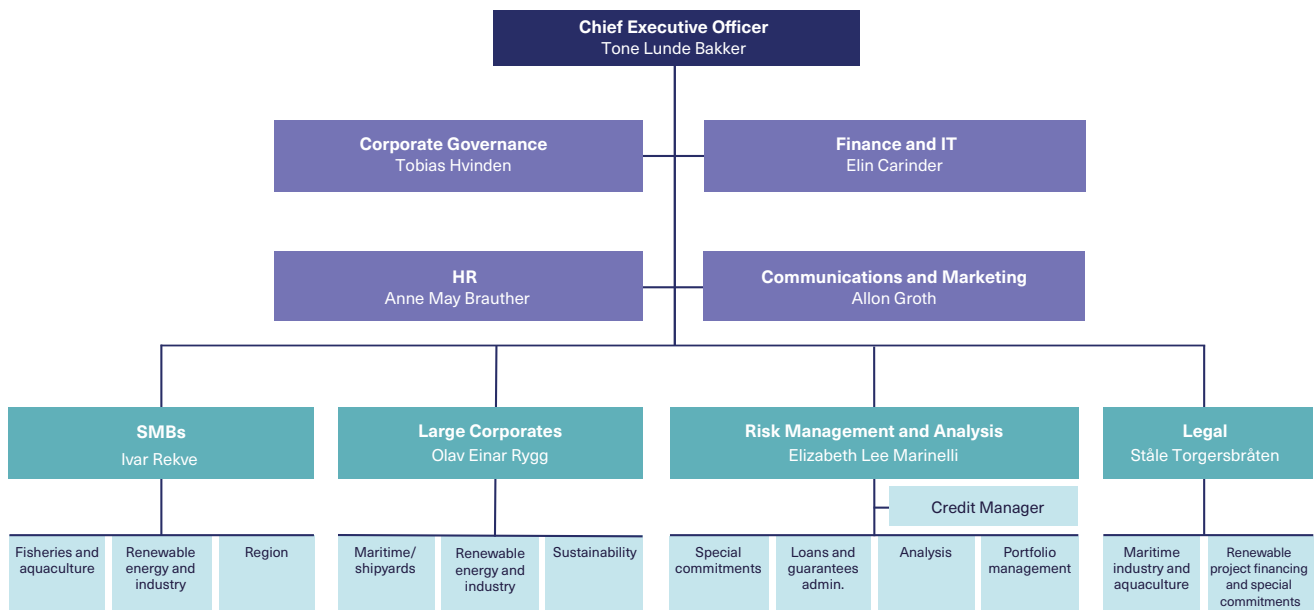 Chief Executive Officer
Tone Lunde Bakker
Corporate Governance
Tobias Hvinden
Finance and IT
Elin Carinder
HR
Anne May Brauther
Communications and Marketing
Allon Groth
SMBs
Ivar Rekve
Large Corporates
Olav Einar Rygg
Risk Management and Analysis
Elizabeth Lee Marinelli
Legal
Ståle Torgersbråten
Credit Manager
Fisheries and
aquaculture
Renewable
energy and
industry
Region
Maritime/
shipyards
Renewable
energy and
industry
Sustainability
Special
commitments
Loans and
guarantees
admin.
Analysis
Portfolio
management
Maritime
industry and
aquaculture
Renewable
project financing
and special
commitments